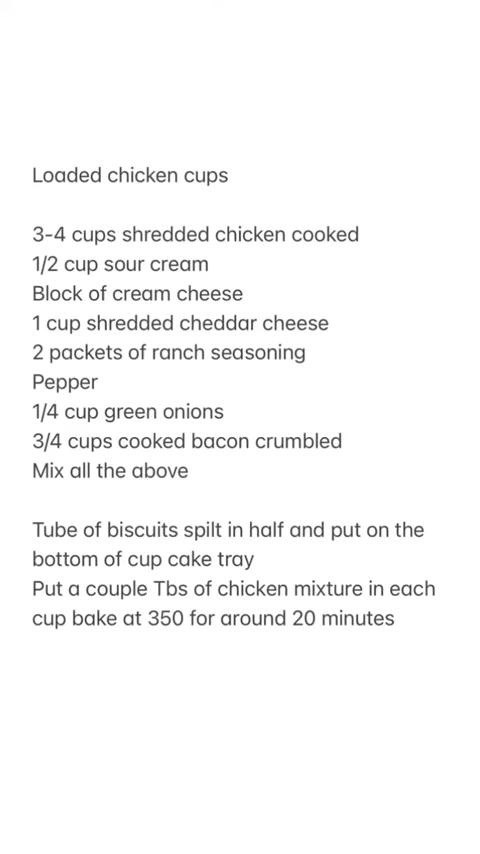 Loaded chicken cups
3-4 cups shredded chicken cooked
1/2 cup sour cream
Block of cream cheese
1 cup shredded cheddar cheese
2 packets of ranch seasoning
Pepper
1/4 cup green onions
3/4 cups cooked bacon crumbled
Mix all the above
Tube of biscuits spilt in half and put on the
bottom of cup cake tray
Put a couple Tbs of chicken mixture in each
cup bake at 350 for around 20 minutes